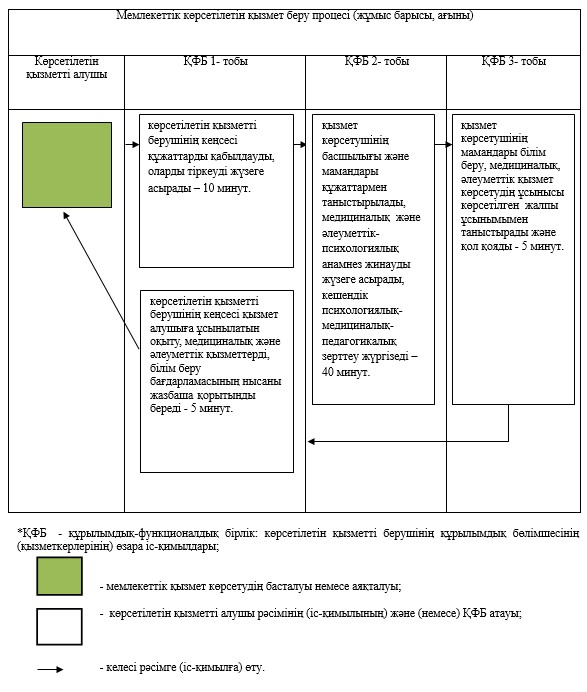 Мемлекеттік көрсетілетін қызмет беру процесі (жұмыс барысы, ағыны)
Көрсетілетін
қызметті алушы
ҚФБ 1- тобы
ҚФБ 2- тобы
ҚФБ 3- тобы
көрсетілетін қызметті
берушінің кеңсесі
құжаттарды қабылдауды,
оларды тіркеуді жүзеге
асырады – 10 минут.
қызмет
көрсетушінің
басшылығы және
мамандары
құжаттармен
таныстырылады,
медициналық және
әлеуметтік-
психологиялық
анамнез жинауды
жүзеге асырады,
кешендік
психологиялық-
медициналық-
педагогикалық
зерттеу жүргізеді –
40 минут.
қызмет
көрсетушінің
мамандары білім
беру, медициналық,
әлеуметтік қызмет
көрсетудің ұсынысы
көрсетілген жалпы
ұсынымымен
таныстырады және
қол қояды - 5 минут.
көрсетілетін қызметті
берушінің кеңсесі қызмет
алушыға ұсынылатын
оқыту, медициналық және
әлеуметтік қызметтерді,
білім беру
бағдарламасының нысаны
жазбаша қорытынды
береді - 5 минут.
*ҚФБ - құрылымдық-функционалдық бірлік: көрсетілетін қызметті берушінің құрылымдық бөлімшесінің
(қызметкерлерінің) өзара іс-қимылдары;
- мемлекеттік қызмет көрсетудің басталуы немесе аяқталуы;
- көрсетілетін қызметті алушы рәсімінің (іс-қимылының) және (немесе) ҚФБ атауы;
- келесі рәсімге (іс-қимылға) өту.